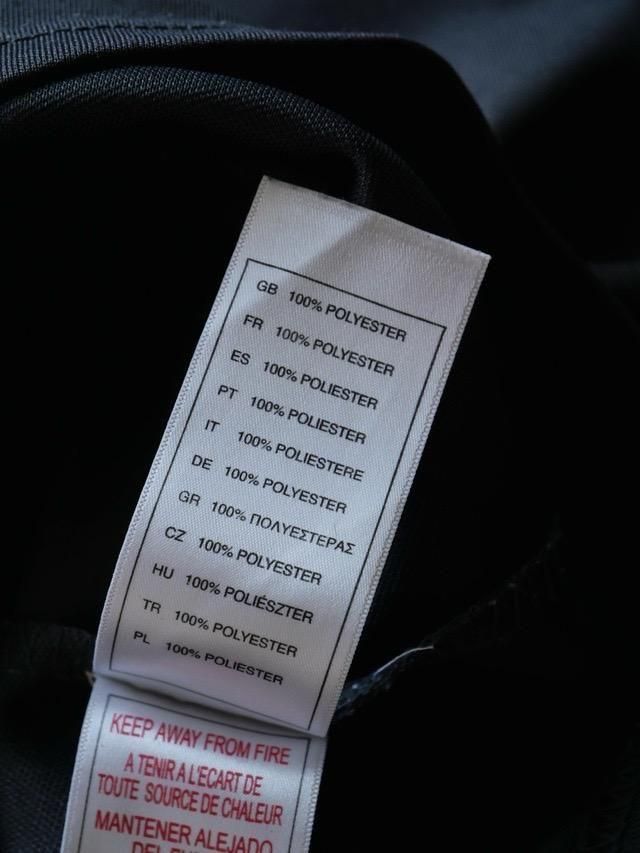 GB 100% POLYESTER
FR 100% POLYESTER
ES 100% POLIESTER
PT 100% POLIESTER
IT 100% POLIESTERE
DE 100% POLYESTER
GR 100% ΠΟΛΥΕΣΤΕΡΑΣ
CZ 100% POLYESTER
HU 100% POLIÉSZTER
TR 100% POLYESTER
PL 100% POLIESTER
KEEP AWAY FROM FIRE
A TENIR A L'ECART DE
TOUTE SOURCE DE CHALEUR
MANTENER ALEJADO